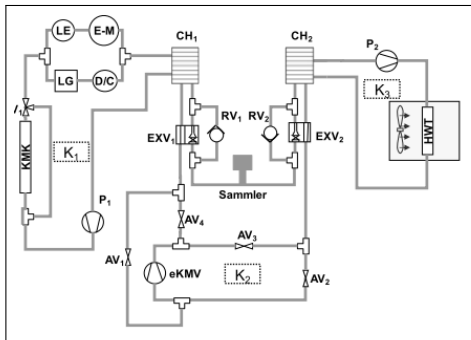 LE
E-M
CH1
CH2
P2
LG
D/C
K3
I1
RV1
RV2
EXV1
EXV2
HWT
KMK
K1
Sammler
P1
AV4
AV3
AV1
eKMV
K2
AV2